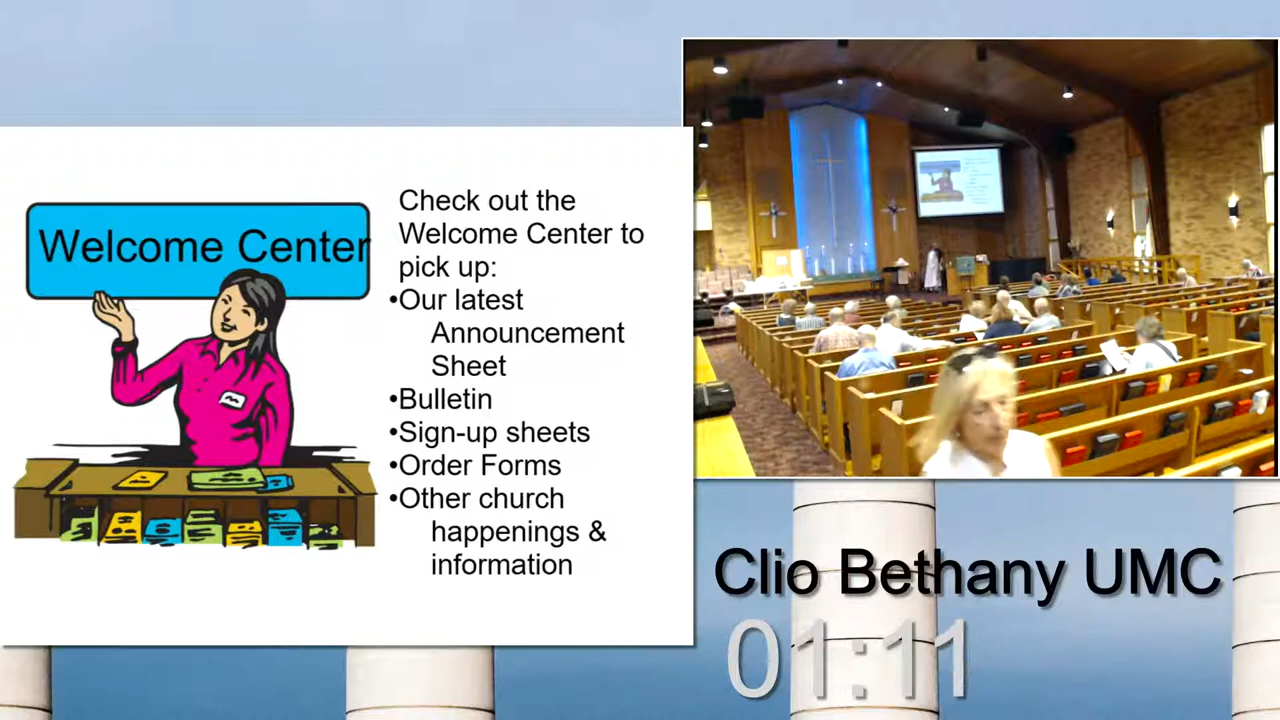 Welcome Center
Check out the
Welcome Center to
pick up:
•Our latest
Announcement
Sheet
•Bulletin
•Sign-up sheets
•Order Forms
•Other church
happenings &
information
Clio Bethany UMC
01:11